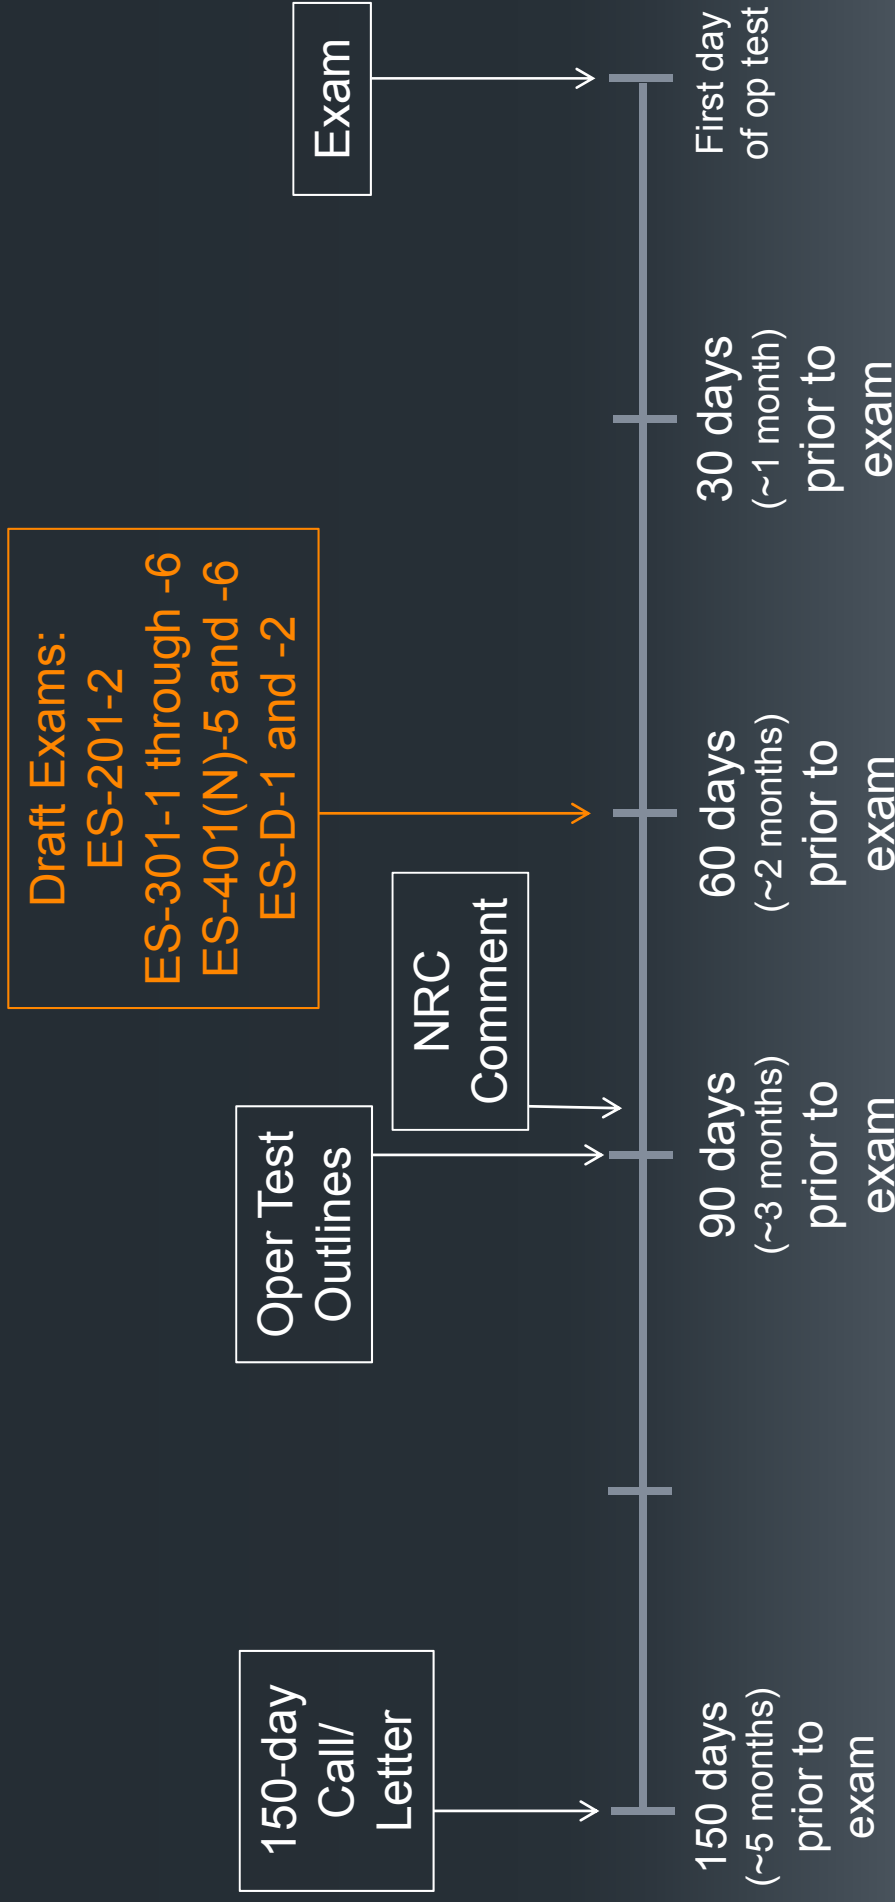 150-day
Call/
Letter
Oper Test
Outlines
NRC
Comment
Draft Exams:
ES-201-2
ES-301-1 through -6
ES-401(N)-5 and -6
ES-D-1 and -2
Exam
150 days
(~5 months)
prior to
exam
90 days
(~3 months)
prior to
exam
60 days
(~2 months)
prior to
exam
30 days
(~1 month)
prior to
exam
First day
of op test